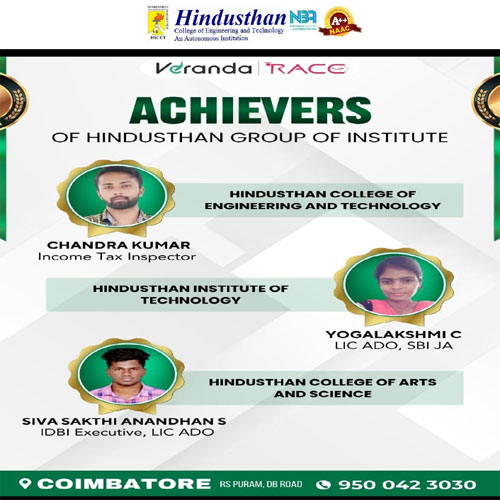 Hindusthan
College of Engineering and Technology
An Autonomous Institution
HICET
NBA
A++
NAAC
Veranda RACE
ACHIEVERS
OF HINDUSTHAN GROUP OF INSTITUTE
HINDUSTHAN COLLEGE OF
ENGINEERING AND TECHNOLOGY
CHANDRA KUMAR
Income Tax Inspector
HINDUSTHAN INSTITUTE OF
TECHNOLOGY
YOGALAKSHMI C
LIC ADO, SBI JA
HINDUSTHAN COLLEGE OF ARTS
AND SCIENCE
SIVA SAKTHI ANANDHAN S
IDBI Executive, LIC ADO
COIMBATORE RS PURAM, DB ROAD 950 042 3030